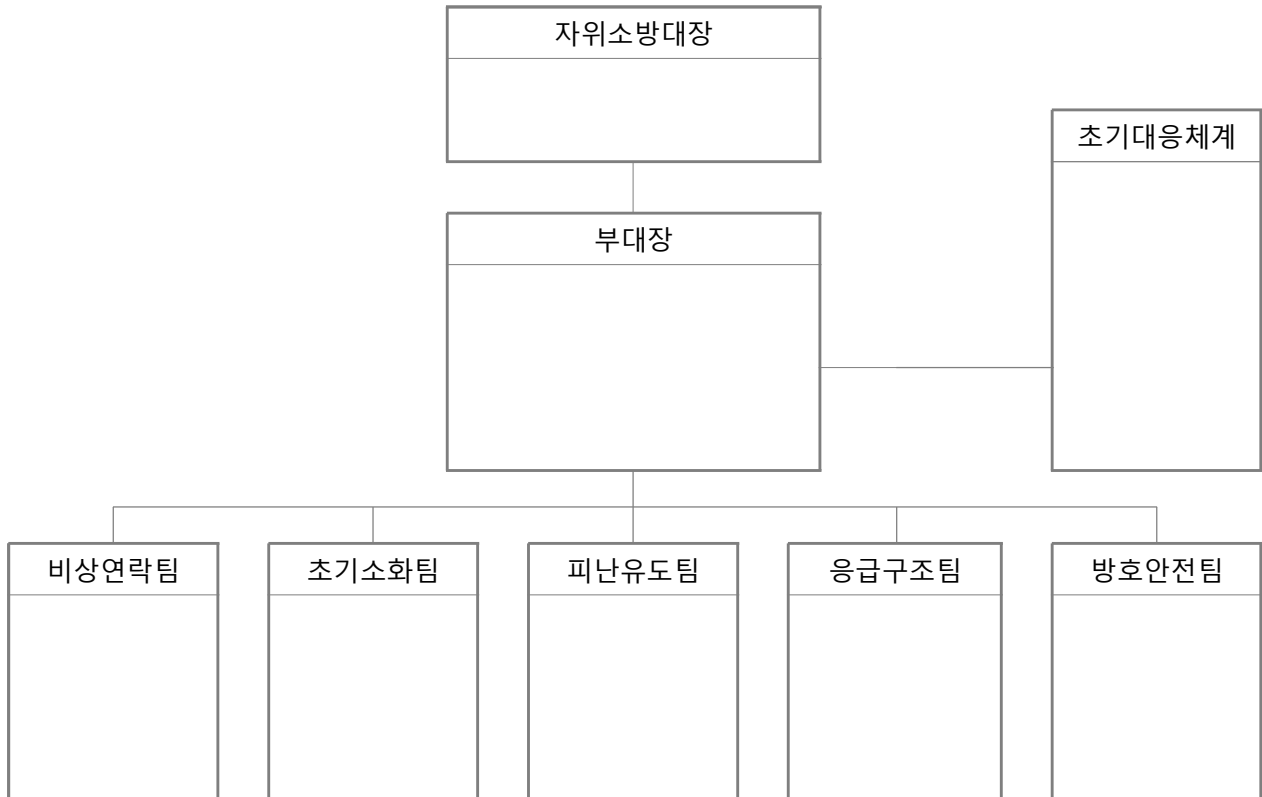 자위소방대장
초기대응체계
부대장
비상연락팀
초기소화팀
피난유도팀
응급구조팀
방호안전팀